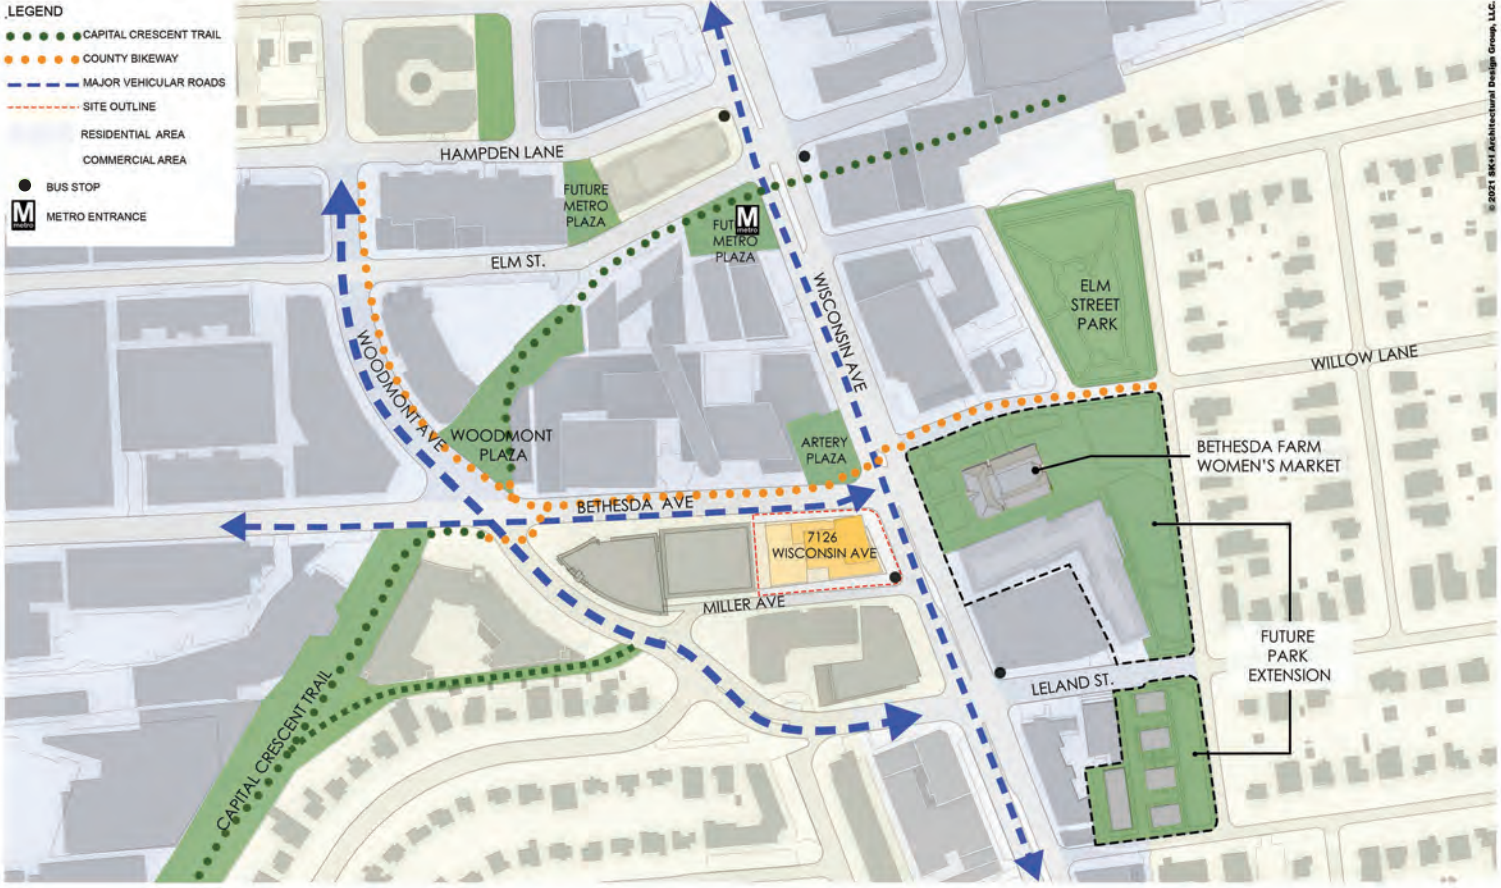 LEGEND
CAPITAL CRESCENT TRAIL
COUNTY BIKEWAY
MAJOR VEHICULAR ROADS
SITE OUTLINE
RESIDENTIAL AREA
COMMERCIAL AREA
BUS STOP
M
metro
METRO ENTRANCE
© 2021 SK+I Architectural Design Group, LLC.
HAMPDEN LANE
FUTURE
METRO
PLAZA
M
metro
METRO
PLAZA
ELM ST.
WISCONSIN AVE
ELM
STREET
PARK
WILLOW LANE
WOODMONT AVE
WOODMONT
PLAZA
ARTERY
PLAZA
BETHESDA FARM
WOMEN'S MARKET
BETHESDA AVE
7126
WISCONSIN AVE
MILLER AVE
FUTURE
PARK
EXTENSION
LELAND ST.
CAPITAL CRESCENT TRAIL